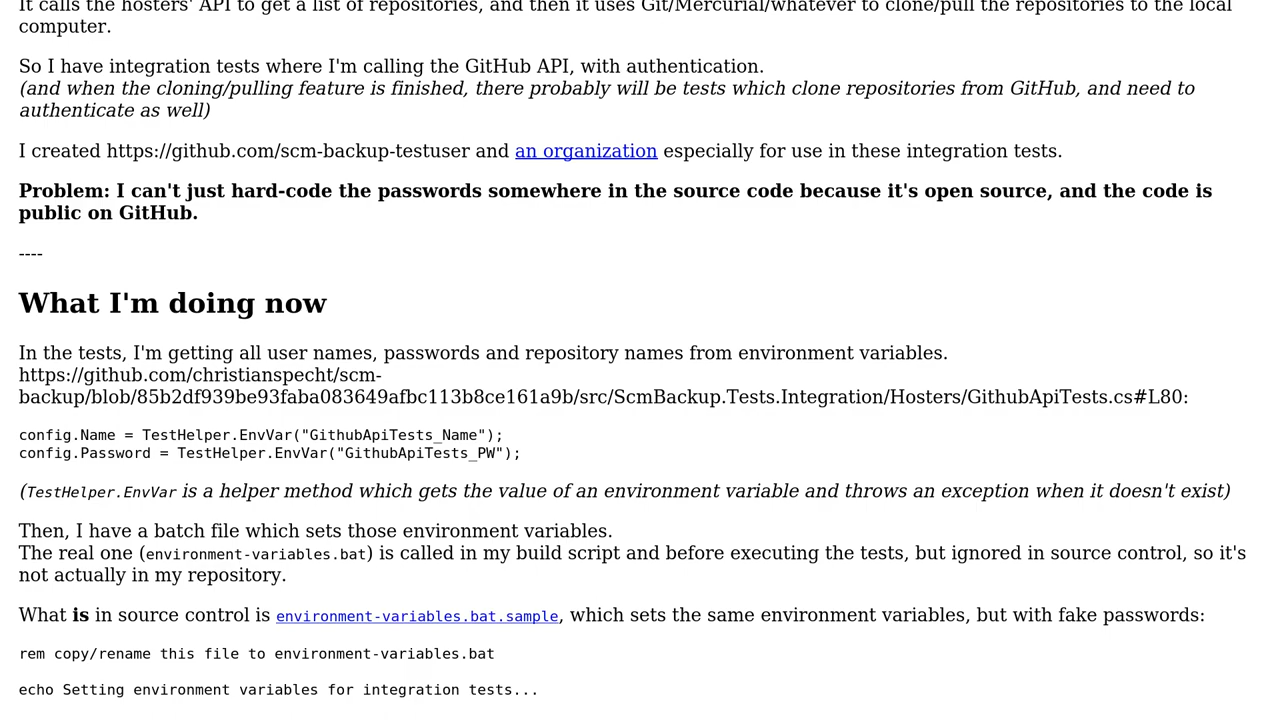 It calls the hosters' API to get a list of repositories, and then it uses Git/Mercurial/whatever to clone/pull the repositories to the local
computer.
So I have integration tests where I'm calling the GitHub API, with authentication.
(and when the cloning/pulling feature is finished, there probably will be tests which clone repositories from GitHub, and need to
authenticate as well)
I created https://github.com/scm-backup-testuser and an organization especially for use in these integration tests.
Problem: I can't just hard-code the passwords somewhere in the source code because it's open source, and the code is
public on GitHub.
----
What I'm doing now
In the tests, I'm getting all user names, passwords and repository names from environment variables.
https://github.com/christianspecht/scm-
backup/blob/85b2df939be93faba083649afbc113b8ce161a9b/src/ScmBackup.Tests.Integration/Hosters/GithubApiTests.cs#L80:
config.Name = TestHelper.EnvVar("GithubApiTests_Name");
config.Password = TestHelper.EnvVar("GithubApiTests_PW");
(TestHelper.EnvVar is a helper method which gets the value of an environment variable and throws an exception when it doesn't exist)
Then, I have a batch file which sets those environment variables.
The real one (environment-variables.bat) is called in my build script and before executing the tests, but ignored in source control, so it's
not actually in my repository.
What is in source control is environment-variables.bat.sample, which sets the same environment variables, but with fake passwords:
rem copy/rename this file to environment-variables.bat
echo Setting environment variables for integration tests...